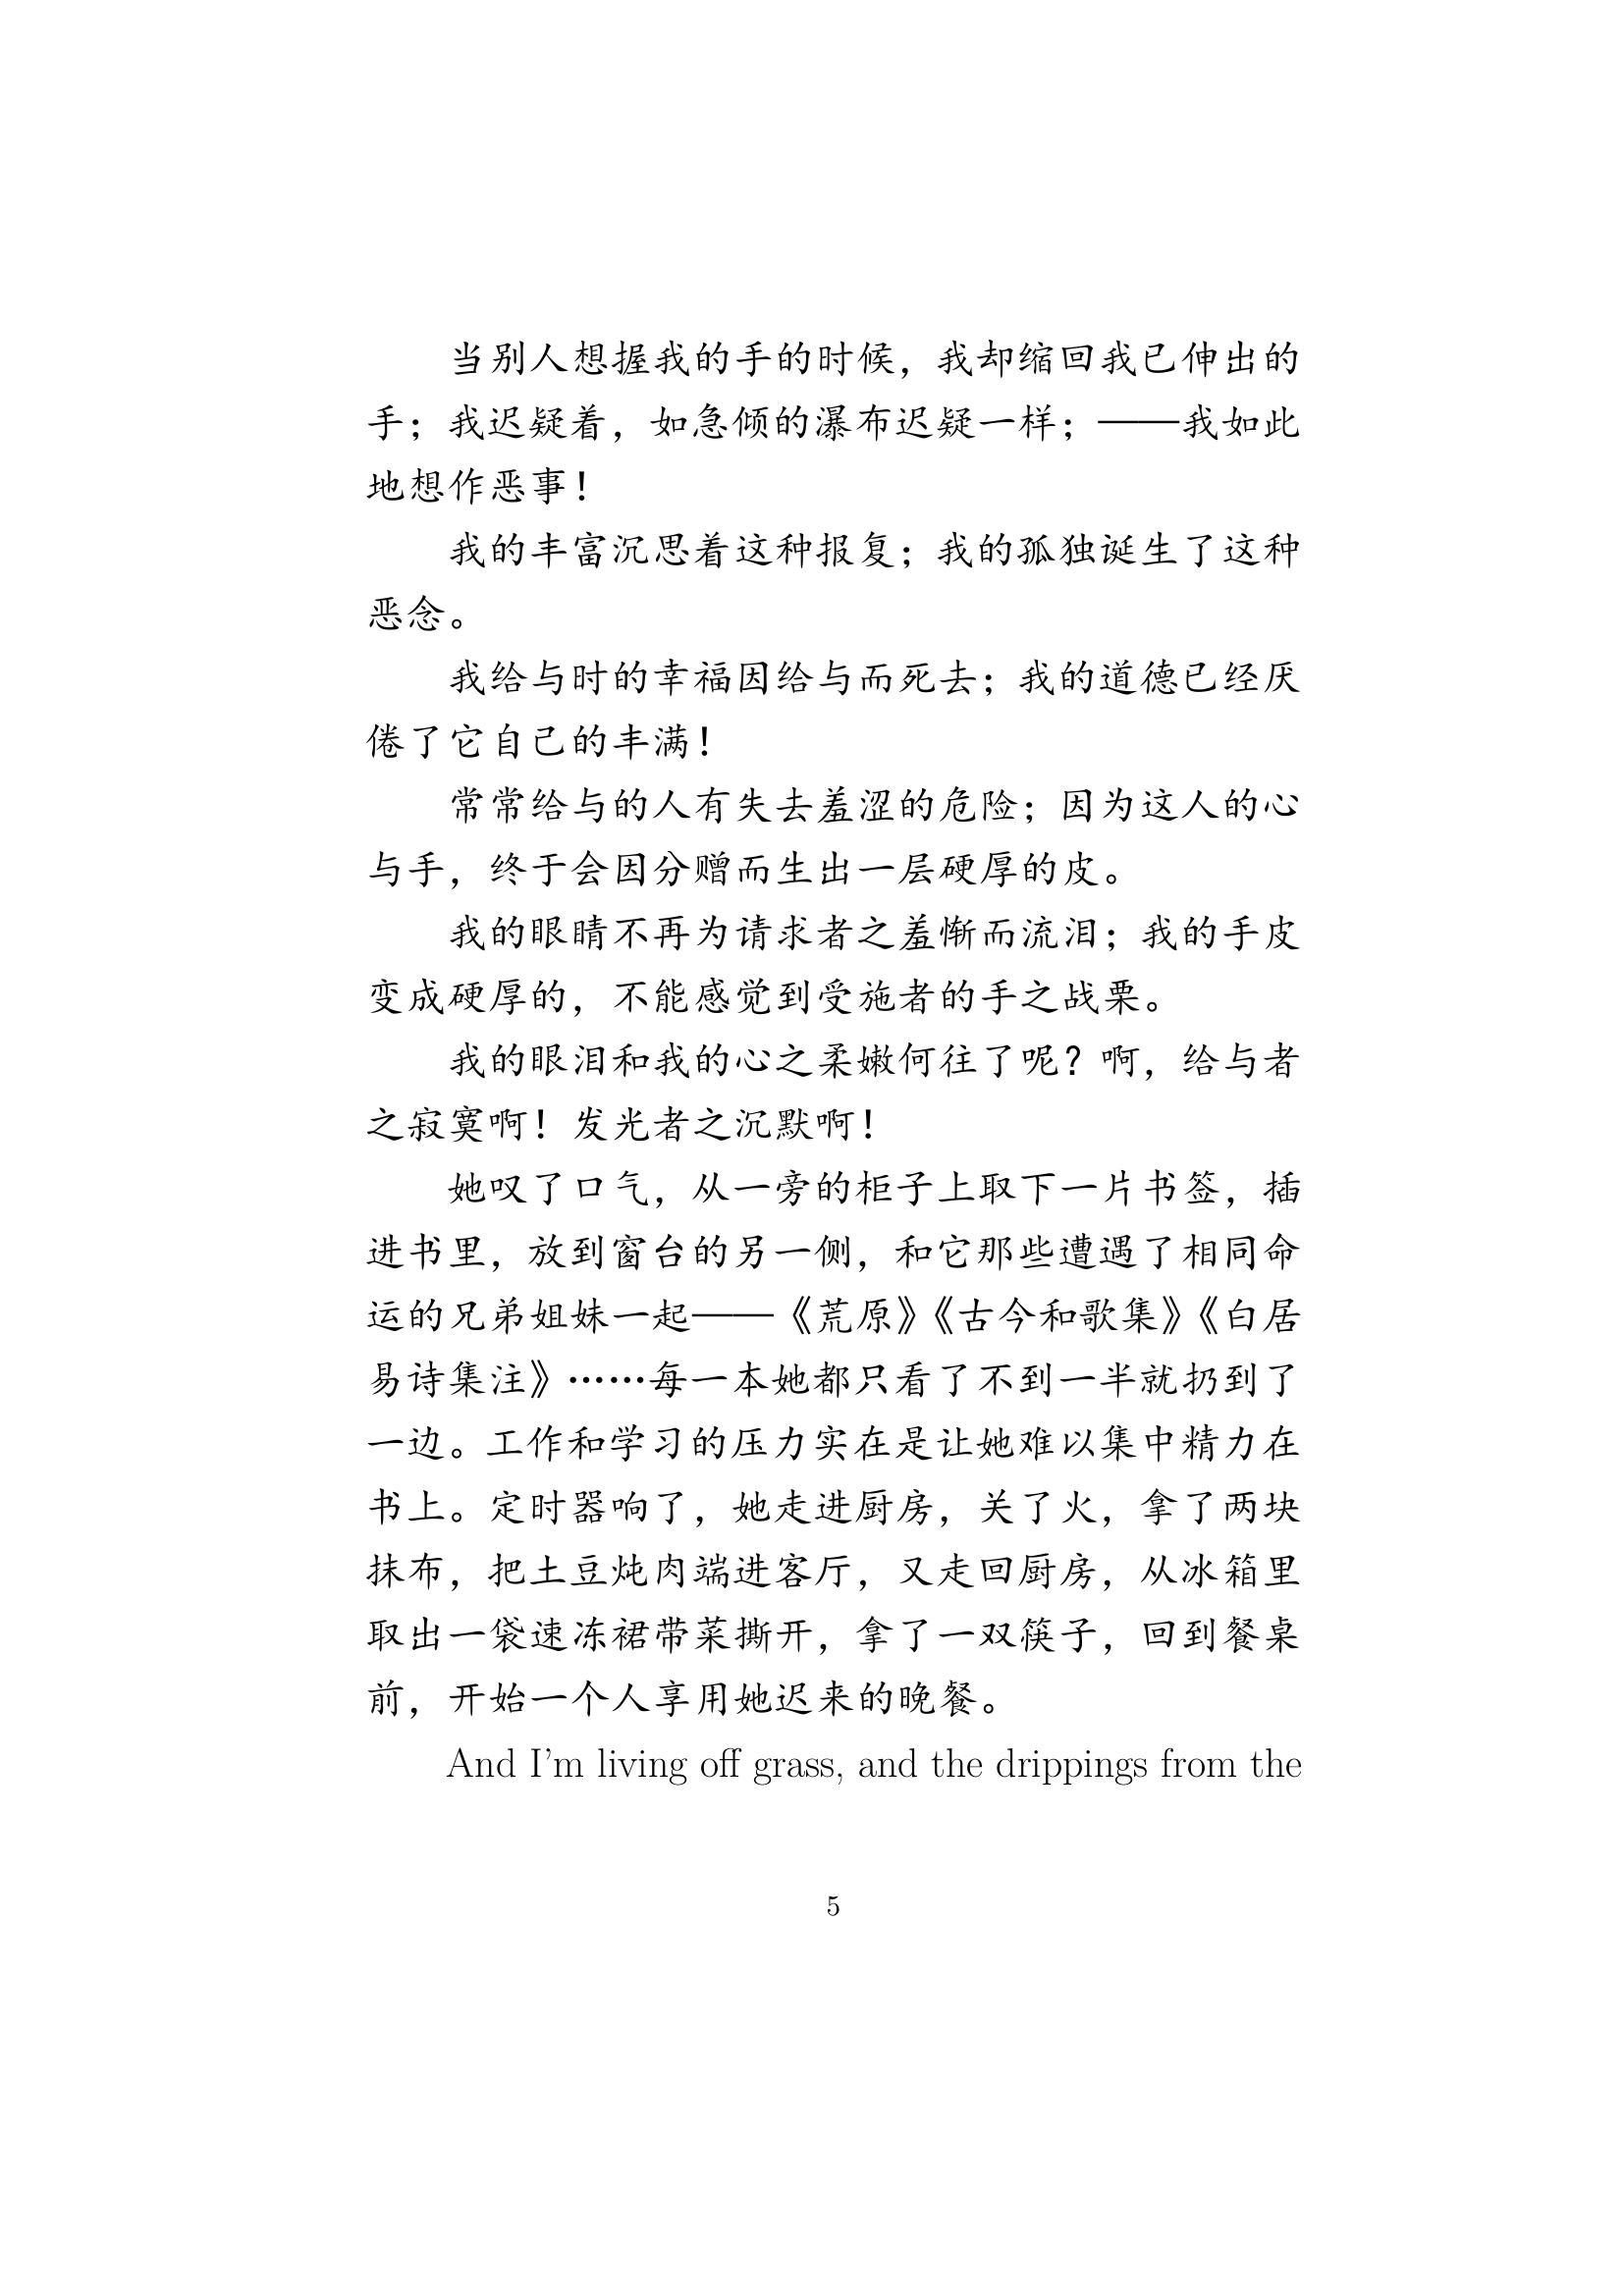 当别人想握我的手的时候，我却缩回我已伸出的
手；我迟疑着，如急倾的瀑布迟疑一样；——我如此
地想作恶事！
我的丰富沉思着这种报复；我的孤独诞生了这种
恶念。
我给与时的幸福因给与而死去；我的道德已经厌
倦了它自己的丰满！
常常给与的人有失去羞涩的危险；因为这人的心
与手，终于会因分赠而生出一层硬厚的皮。
我的眼睛不再为请求者之羞惭而流泪；我的手皮
变成硬厚的，不能感觉到受施者的手之战栗。
我的眼泪和我的心之柔嫩何往了呢？啊，给与者
之寂寞啊！发光者之沉默啊！
她叹了口气，从一旁的柜子上取下一片书签，插
进书里，放到窗台的另一侧，和它那些遭遇了相同命
运的兄弟姐妹一起——《荒原》《古今和歌集》《白居
易诗集注》……每一本她都只看了不到一半就扔到了
一边。工作和学习的压力实在是让她难以集中精力在
书上。定时器响了，她走进厨房，关了火，拿了两块
抹布，把土豆炖肉端进客厅，又走回厨房，从冰箱里
取出一袋速冻裙带菜撕开，拿了一双筷子，回到餐桌
前，开始一个人享用她迟来的晚餐。
And I'm living off grass, and the drippings from the
5